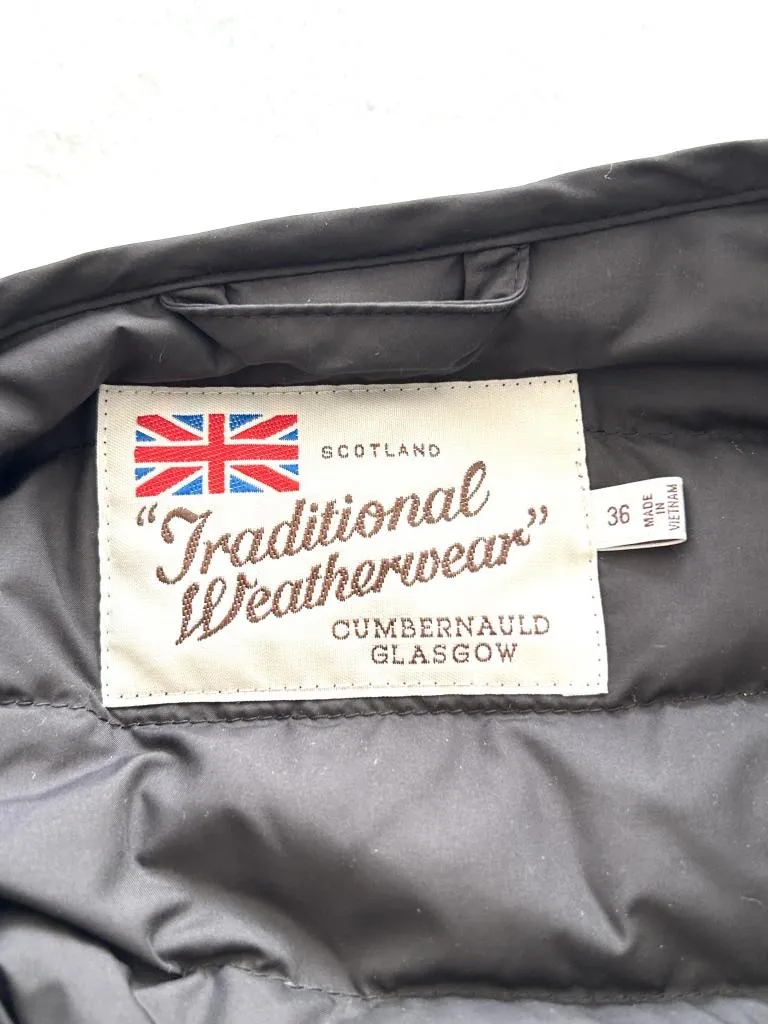 SCOTLAND
“Traditional
Weatherwear”
CUMBERNAULD
GLASGOW
36
MADE
IN
VIETNAM